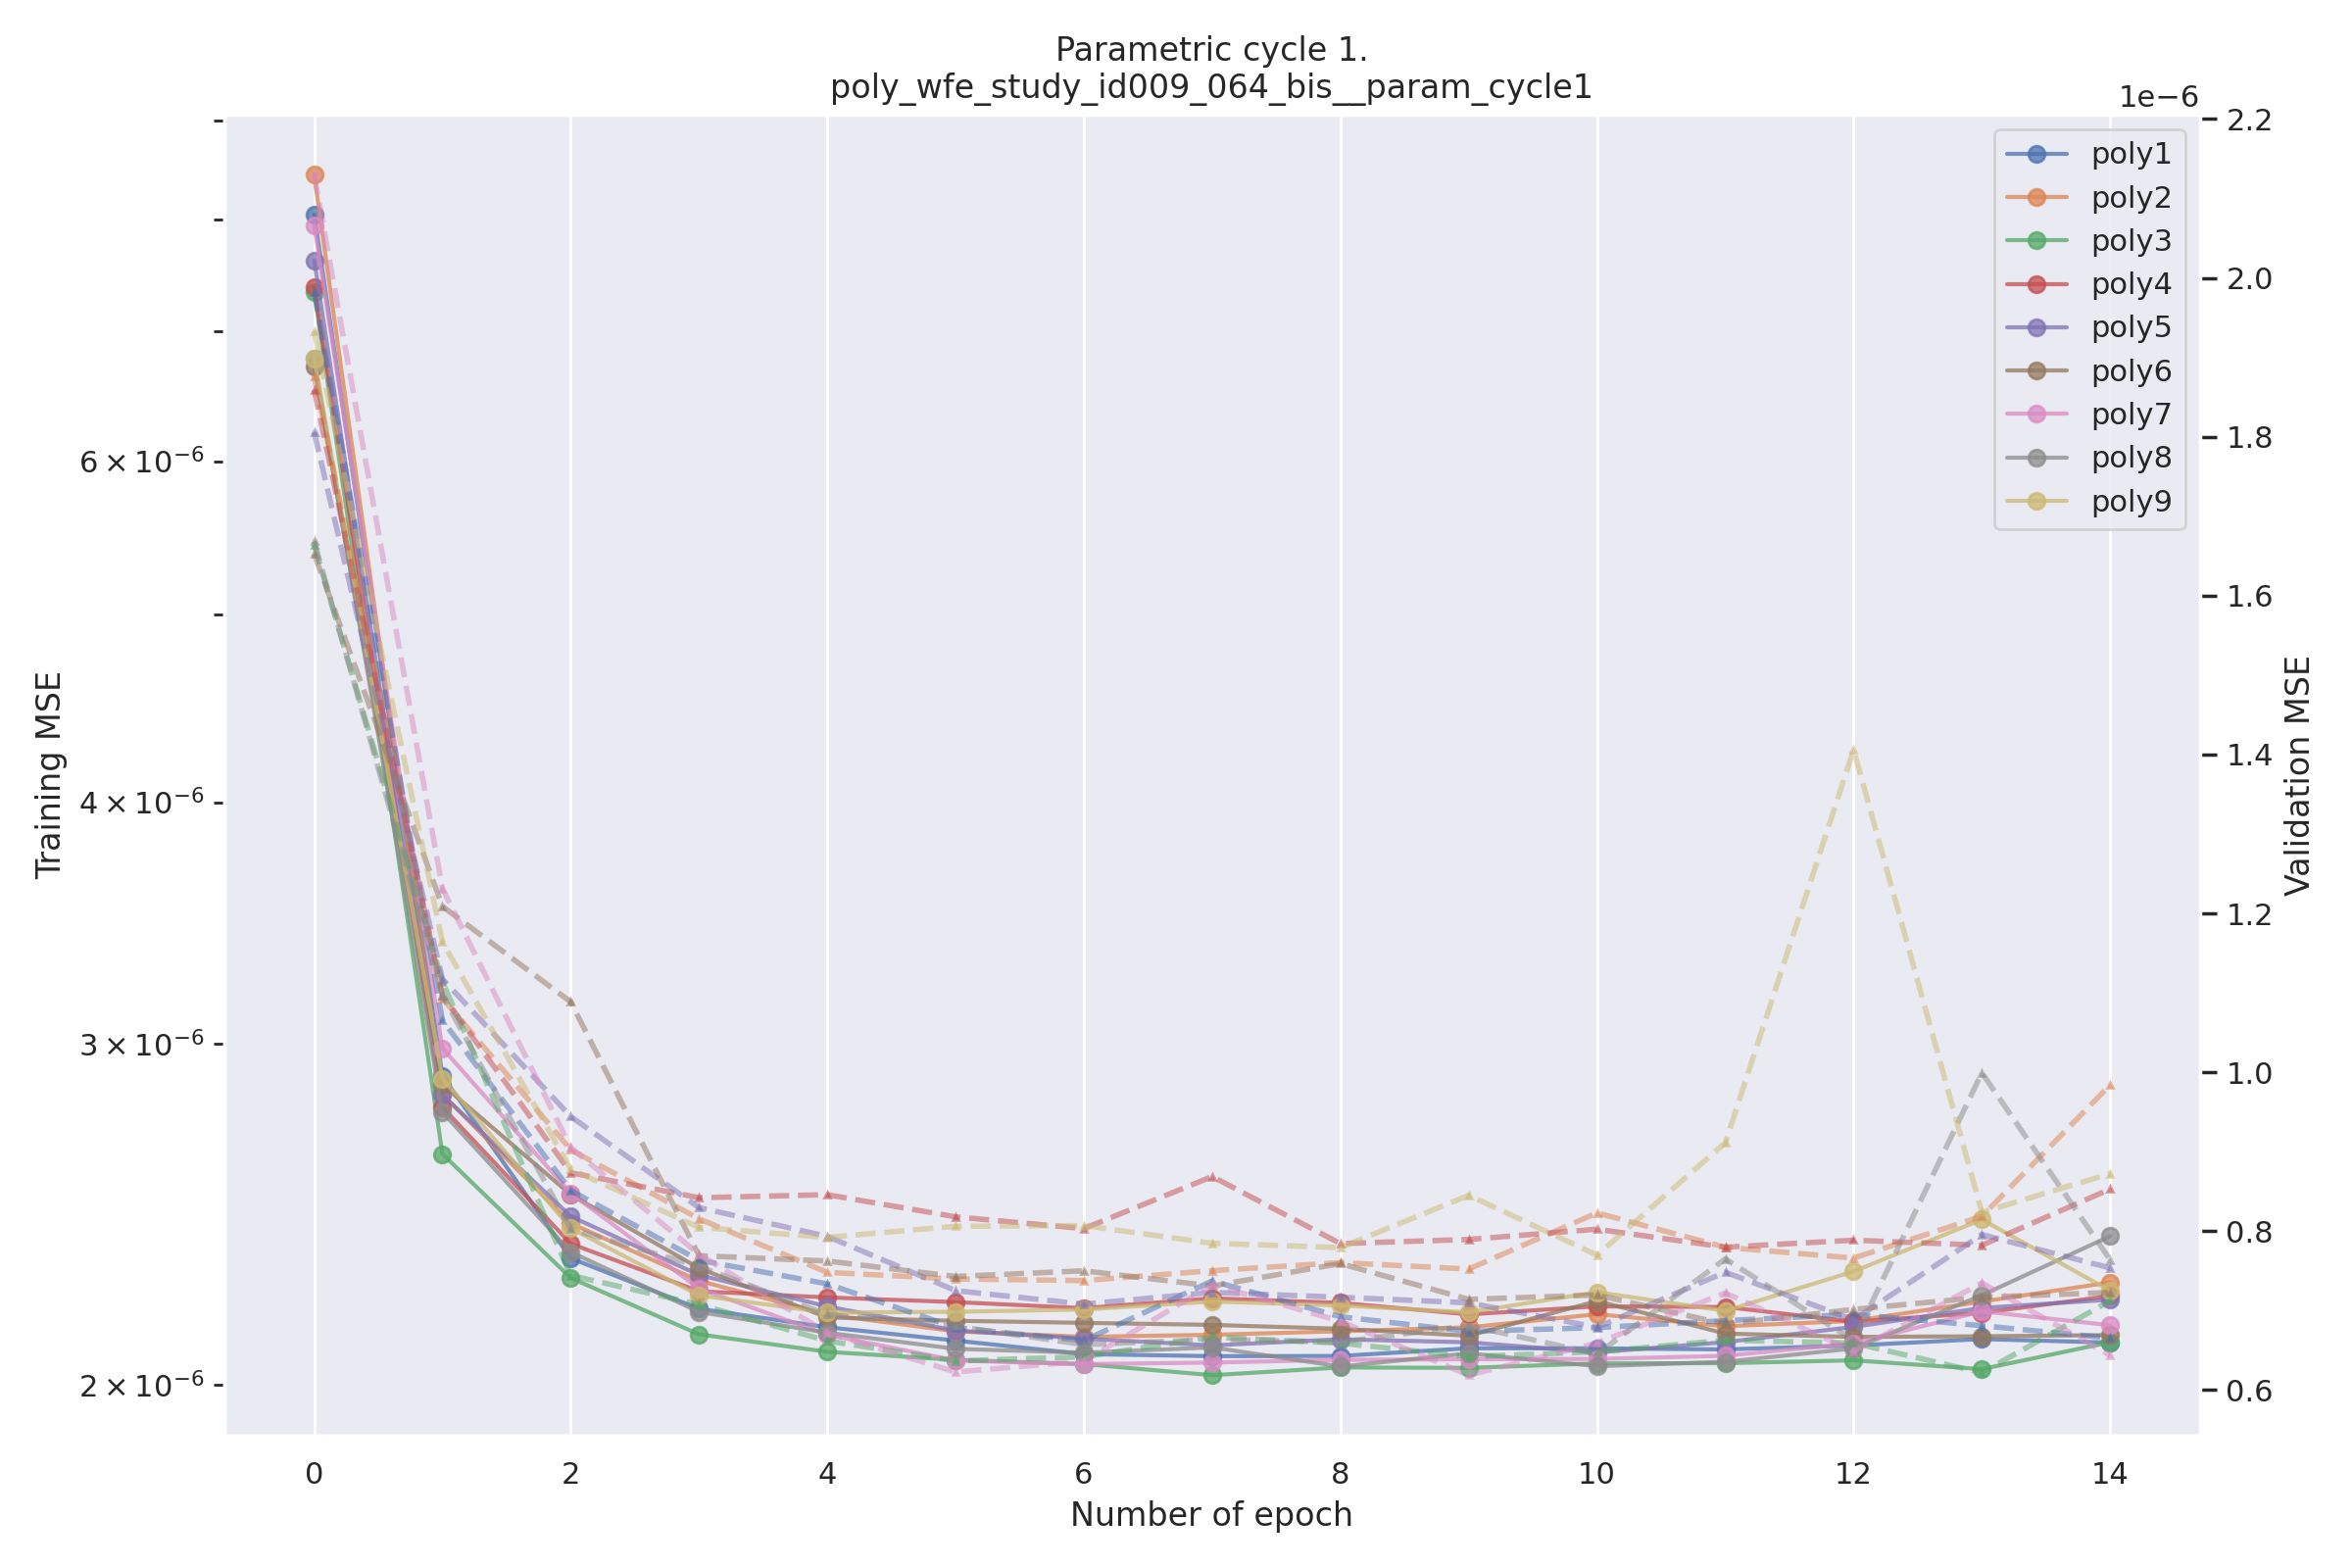 Parametric cycle 1.
poly_wfe_study_id009_064_bis__param_cycle1
1e−6
2.2
2.0
1.8
1.6
1.4
1.2
1.0
0.8
0.6
Validation MSE
poly1
poly2
poly3
poly4
poly5
poly6
poly7
poly8
poly9
6 × 10⁻⁶
4 × 10⁻⁶
3 × 10⁻⁶
2 × 10⁻⁶
Training MSE
0 2 4 6 8 10 12 14
Number of epoch